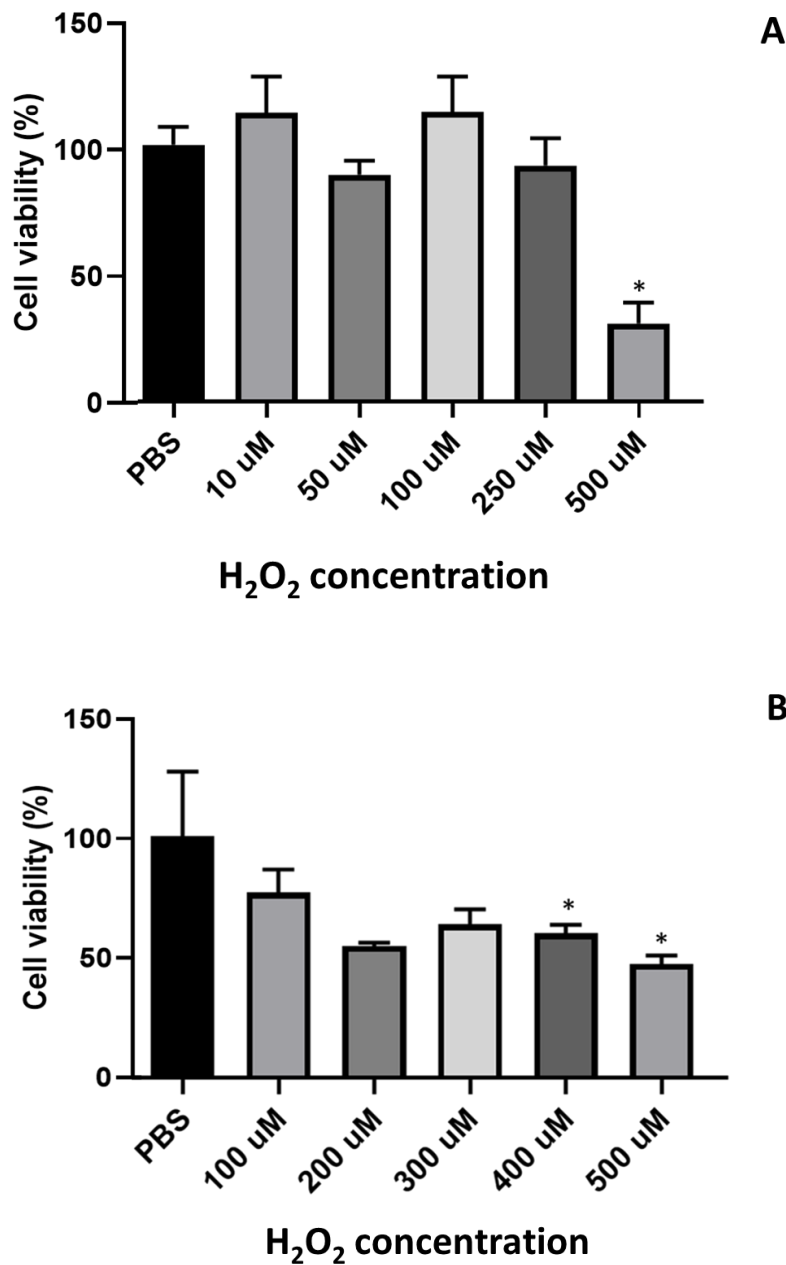 A
Cell viability (%)
150
100
50
0
*
PBS
10 uM
50 uM
100 uM
250 uM
500 uM
H₂O₂ concentration
B
Cell viability (%)
150
100
50
0
*
*
PBS
100 uM
200 uM
300 uM
400 uM
500 uM
H₂O₂ concentration